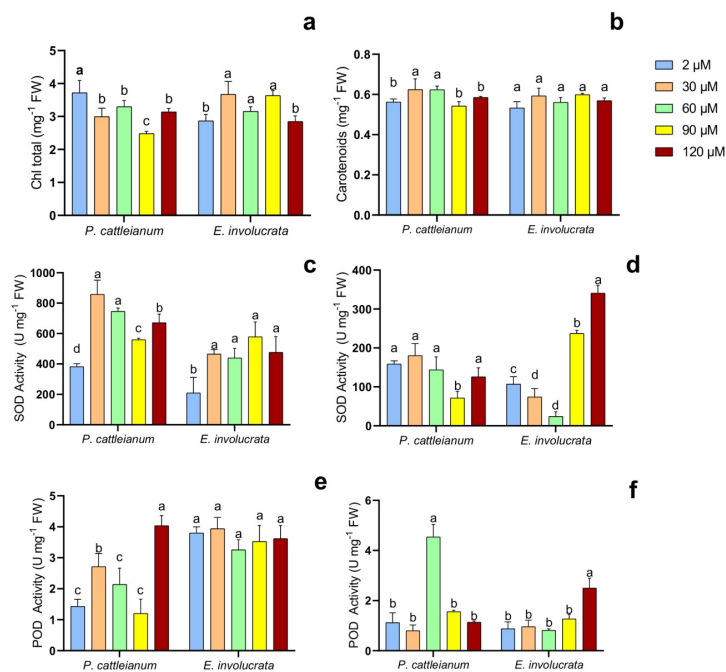 a
Chl total (mg⁻¹ FW)
5
4
3
2
1
0
a b b c b
b a a a b
P. cattleianum E. involucrata
b
Carotenoids (mg⁻¹ FW)
0.8
0.6
0.4
0.2
0.0
b a a b b
a a a a a
P. cattleianum E. involucrata
2 µM
30 µM
60 µM
90 µM
120 µM
c
SOD Activity (U mg⁻¹ FW)
1000
800
600
400
200
0
d a a c b
b a a a a
P. cattleianum E. involucrata
d
SOD Activity (U mg⁻¹ FW)
400
300
200
100
0
a a a b a
c d d b a
P. cattleianum E. involucrata
e
POD Activity (U mg⁻¹ FW)
5
4
3
2
1
0
c b c c a
a a a a a
P. cattleianum E. involucrata
f
POD Activity (U mg⁻¹ FW)
6
4
2
0
b b a b b
b b b b a
P. cattleianum E. involucrata